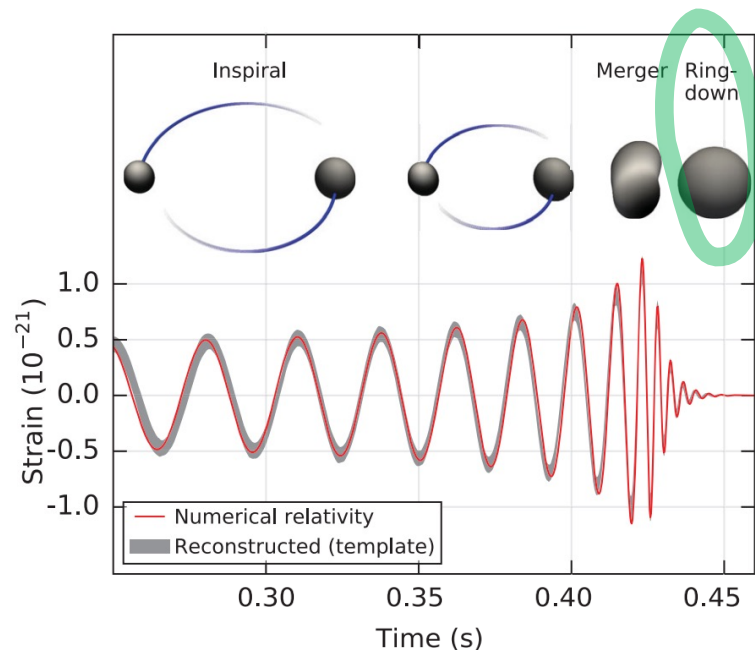 Inspiral
Merger
Ring-
down
1.0
0.5
0.0
-0.5
-1.0
Strain (10⁻²¹)
Numerical relativity
Reconstructed (template)
0.30
0.35
0.40
0.45
Time (s)